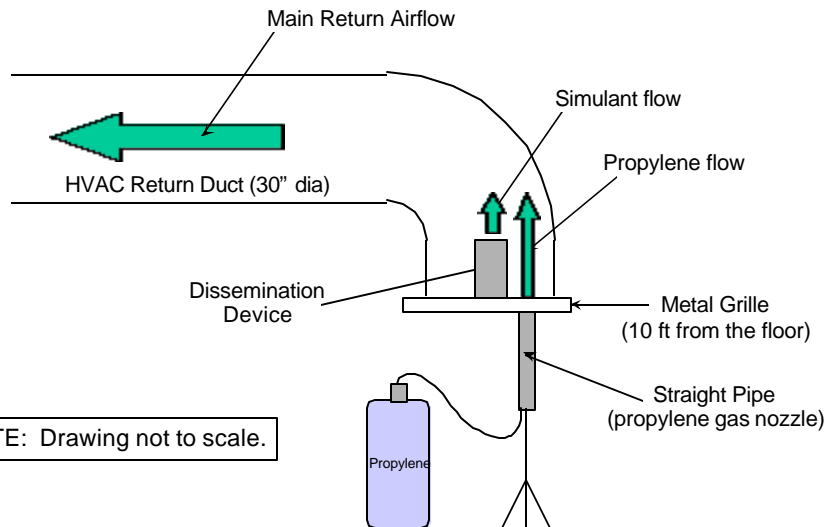 Main Return Airflow
Simulant flow
Propylene flow
HVAC Return Duct (30” dia)
Dissemination
Device
Metal Grille
(10 ft from the floor)
Straight Pipe
(propylene gas nozzle)
TE: Drawing not to scale.
Propylene